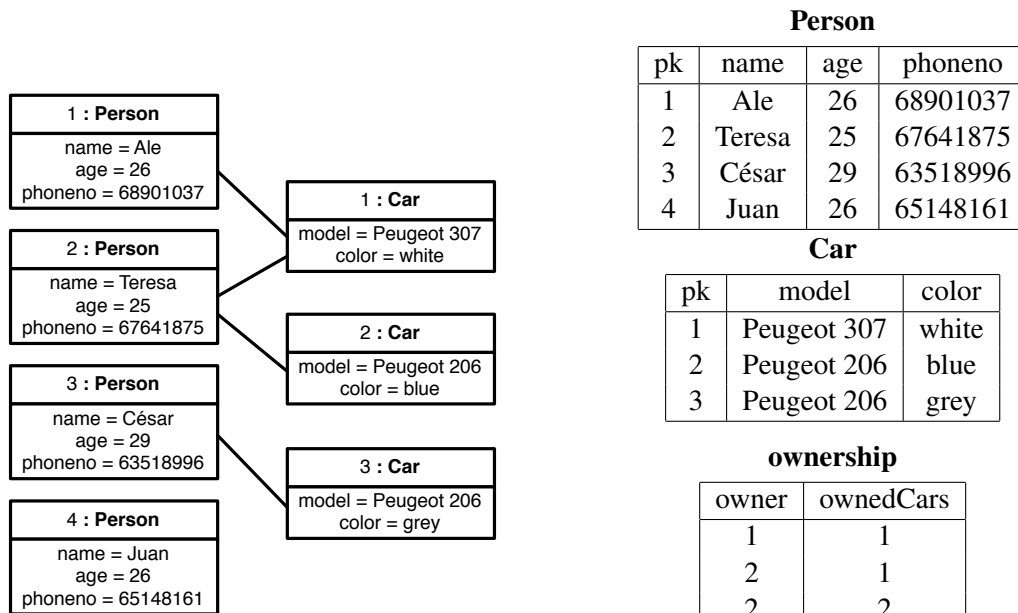 1 : Person
name = Ale
age = 26
phoneno = 68901037
2 : Person
name = Teresa
age = 25
phoneno = 67641875
3 : Person
name = César
age = 29
phoneno = 63518996
4 : Person
name = Juan
age = 26
phoneno = 65148161
1 : Car
model = Peugeot 307
color = white
2 : Car
model = Peugeot 206
color = blue
3 : Car
model = Peugeot 206
color = grey
Person
pk name age phoneno
1 Ale 26 68901037
2 Teresa 25 67641875
3 César 29 63518996
4 Juan 26 65148161
Car
pk model color
1 Peugeot 307 white
2 Peugeot 206 blue
3 Peugeot 206 grey
ownership
owner ownedCars
1 1
2 1
2 2